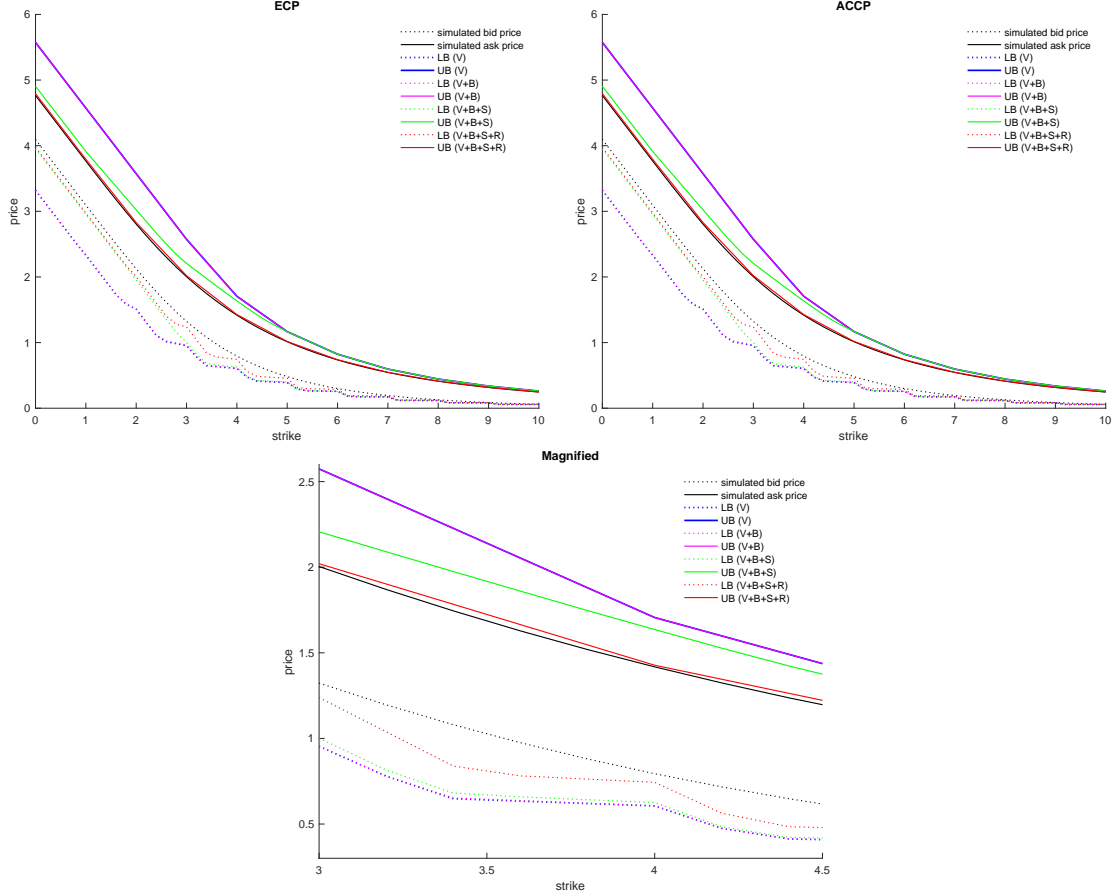 ECP
6
5
4
3
2
1
0
price
0 1 2 3 4 5 6 7 8 9 10
strike
simulated bid price
simulated ask price
LB (V)
UB (V)
LB (V+B)
UB (V+B)
LB (V+B+S)
UB (V+B+S)
LB (V+B+S+R)
UB (V+B+S+R)
ACCP
6
5
4
3
2
1
0
price
0 1 2 3 4 5 6 7 8 9 10
strike
simulated bid price
simulated ask price
LB (V)
UB (V)
LB (V+B)
UB (V+B)
LB (V+B+S)
UB (V+B+S)
LB (V+B+S+R)
UB (V+B+S+R)
Magnified
2.5
2
1.5
1
0.5
price
3 3.5 4 4.5
strike
simulated bid price
simulated ask price
LB (V)
UB (V)
LB (V+B)
UB (V+B)
LB (V+B+S)
UB (V+B+S)
LB (V+B+S+R)
UB (V+B+S+R)